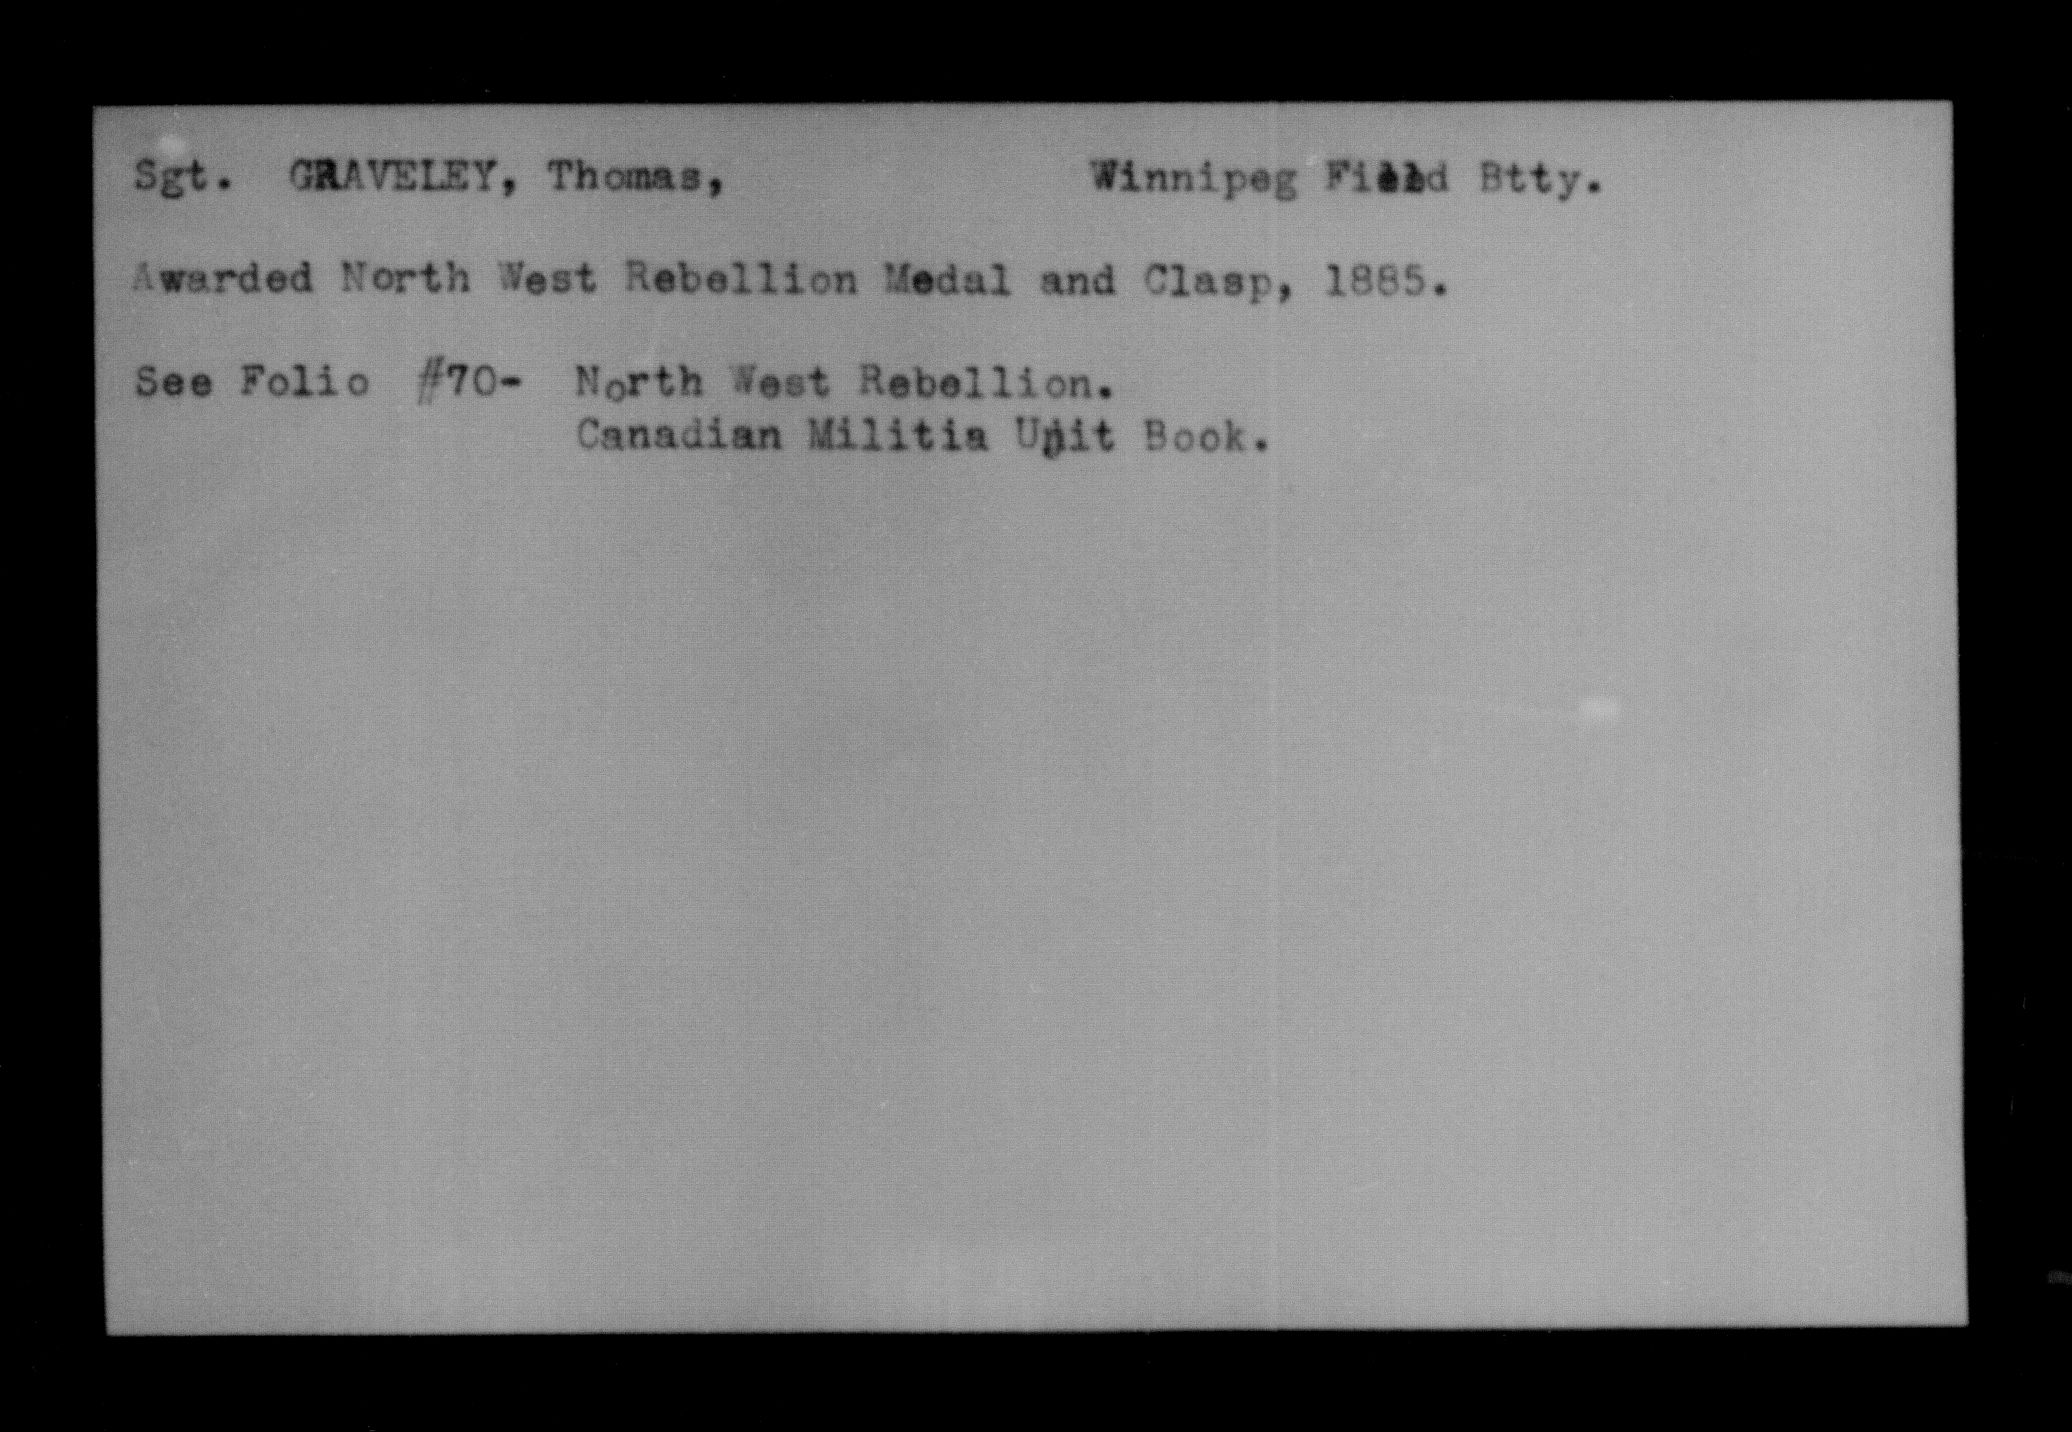 Sgt. GRAVELEY, Thomas, Winnipeg Field Btty.
Awarded North West Rebellion Medal and Clasp, 1885.
See Folio #70- North West Rebellion.
Canadian Militia Unit Book.